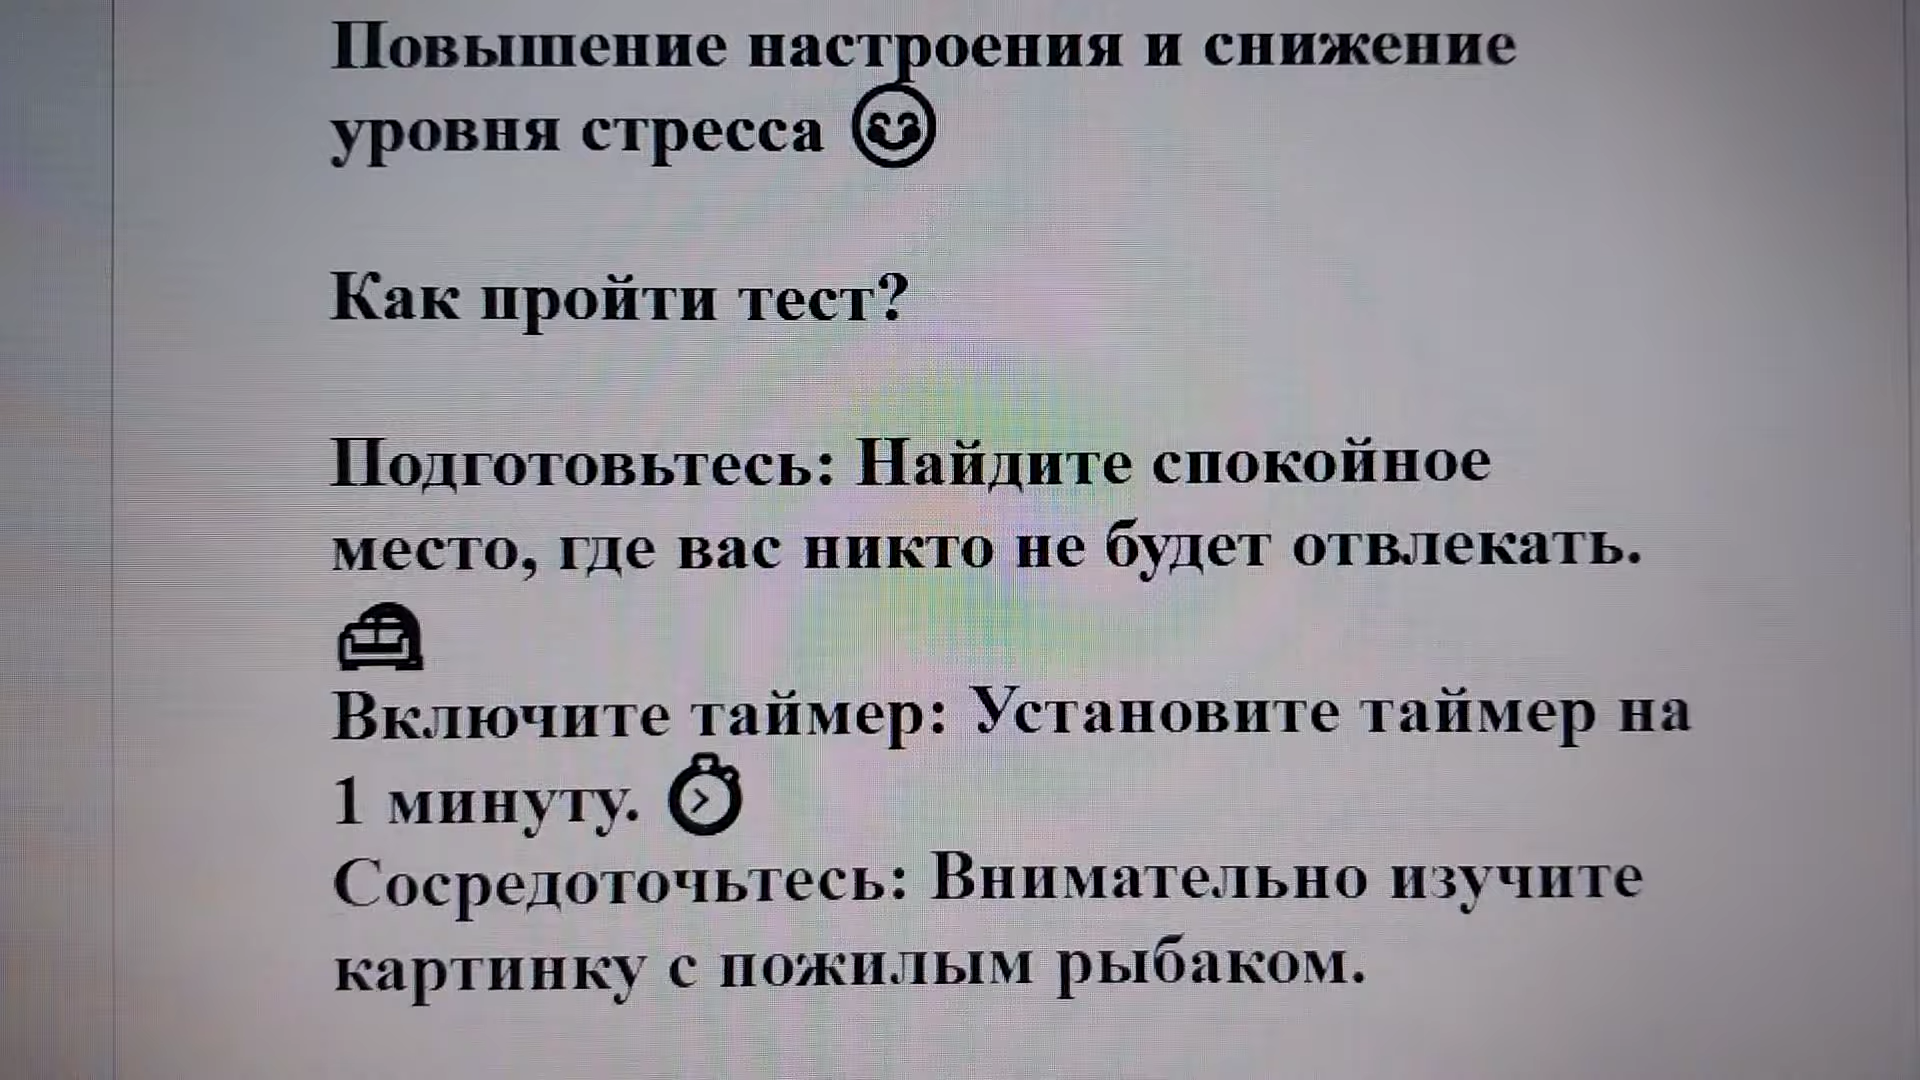 Повышение настроения и снижение
уровня стресса
Как пройти тест?
Подготовьтесь: Найдите спокойное
место, где вас никто не будет отвлекать.
Включите таймер: Установите таймер на
1 минуту.
Сосредоточьтесь: Внимательно изучите
картинку с пожилым рыбаком.